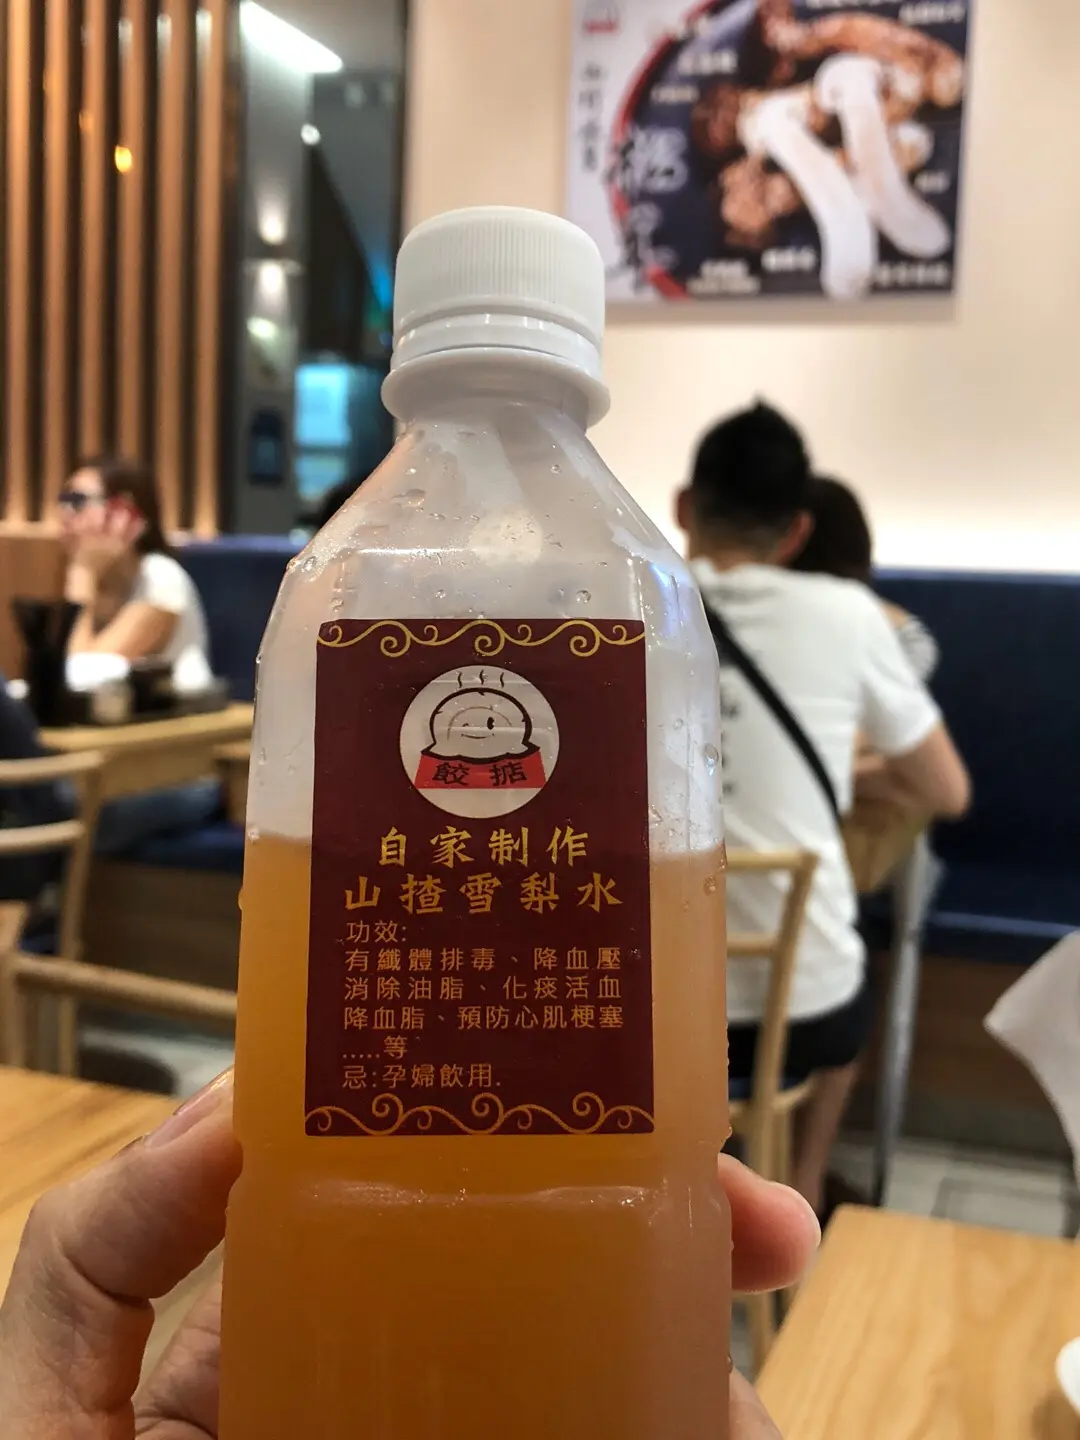 餃掂
自家制作
山揸雪梨水
功效:
有纖體排毒、降血壓
消除油脂、化痰活血
降血脂、預防心肌梗塞
.....等
忌:孕婦飲用.